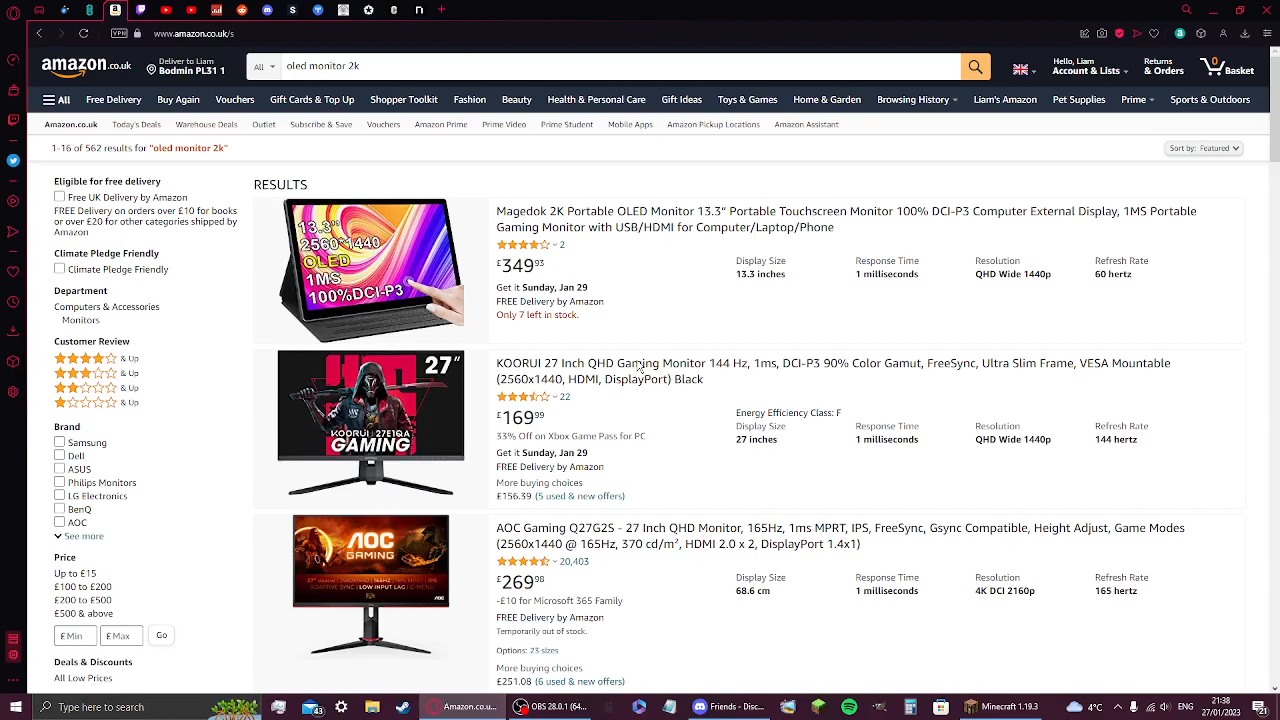 VPN www.amazon.co.uk/s
amazon.co.uk
Deliver to Liam
Bodmin PL31 1
All
oled monitor 2k
Hello, Liam
Account & Lists
Returns
0
Basket
All
Free Delivery
Buy Again
Vouchers
Gift Cards & Top Up
Shopper Toolkit
Fashion
Beauty
Health & Personal Care
Gift Ideas
Toys & Games
Home & Garden
Browsing History
Liam's Amazon
Pet Supplies
Prime
Sports & Outdoors
Amazon.co.uk
Today's Deals
Warehouse Deals
Outlet
Subscribe & Save
Vouchers
Amazon Prime
Prime Video
Prime Student
Mobile Apps
Amazon Pickup Locations
Amazon Assistant
1-16 of 562 results for "oled monitor 2k"
Sort by: Featured
Eligible for free delivery
Free UK Delivery by Amazon
FREE Delivery on orders over £10 for books
or over £20 for other categories shipped by
Amazon
Climate Pledge Friendly
Climate Pledge Friendly
Department
Computers & Accessories
Monitors
Customer Review
& Up
& Up
& Up
& Up
Brand
Samsung
Dell
ASUS
Philips Monitors
LG Electronics
BenQ
AOC
See more
Price
Up to £15
£100 to £200
£200 to £500
£500 & above
£ Min
£ Max
Go
Deals & Discounts
All Low Prices
RESULTS
13.3"
2560*1440
OLED
1MS
100%DCI-P3
Magedok 2K Portable OLED Monitor 13.3" Portable Touchscreen Monitor 100% DCI-P3 Computer External Display, 1MS Portable
Gaming Monitor with USB/HDMI for Computer/Laptop/Phone
2
£349.93
Get it Sunday, Jan 29
FREE Delivery by Amazon
Only 7 left in stock.
Display Size
13.3 inches
Response Time
1 milliseconds
Resolution
QHD Wide 1440p
Refresh Rate
60 hertz
27"
KOORUI 27E1QA
GAMING
KOORUI 27 Inch QHD Gaming Monitor 144 Hz, 1ms, DCI-P3 90% Color Gamut, FreeSync, Ultra Slim Frame, VESA Mountable
(2560x1440, HDMI, DisplayPort) Black
22
£169.99
33% Off on Xbox Game Pass for PC
Get it Sunday, Jan 29
FREE Delivery by Amazon
More buying choices
£156.39 (5 used & new offers)
Energy Efficiency Class: F
Display Size
27 inches
Response Time
1 milliseconds
Resolution
QHD Wide 1440p
Refresh Rate
144 hertz
AOC
GAMING
AOC Gaming Q27G2S - 27 Inch QHD Monitor, 165Hz, 1ms MPRT, IPS, FreeSync, Gsync Compatible, Height Adjust, Game Modes
(2560x1440 @ 165Hz, 370 cd/m², HDMI 2.0 x 2, DisplayPort 1.4x1)
20,403
£269.98
-£10 for Microsoft 365 Family
FREE Delivery by Amazon
Temporarily out of stock.
Options: 23 sizes
More buying choices
£251.08 (6 used & new offers)
Display Size
68.6 cm
Response Time
1 milliseconds
Resolution
4K DCI 2160p
Refresh Rate
165 hertz
Type here to search
43
Amazon.co.u...
OBS 28.0.1 (64...
Friends - Disc...
Minecraft 1.19...
4°C
21:38
27/01/2023